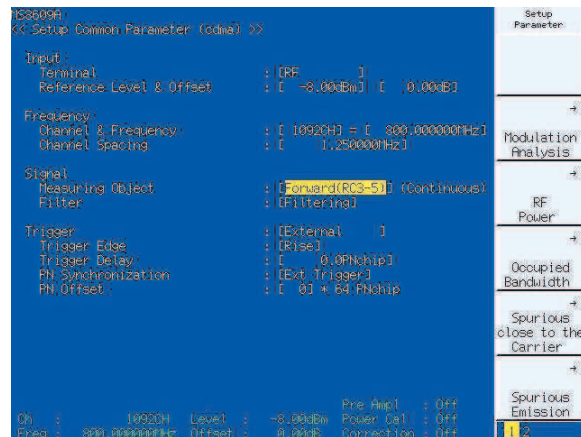 MS8609A
<< Setup Common Parameter (cdma) >>
Setup
Parameter
Input
Terminal : [RF ]
Reference Level & Offset : [ -8.00dBm] [ 0.00dB]
Frequency
Channel & Frequency : [ 1092CH] = [ 800.000000MHz]
Channel Spacing : [ 1.250000MHz]
Signal
Measuring Object : [Forward(RC3-5)] (Continuous)
Filter : [Filtering]
Trigger : [External ]
Trigger Edge : [Rise]
Trigger Delay : [ 0.0PNchip]
PN Synchronization : [Ext Trigger]
PN Offset : [ 0] * 64 PNchip
→
Modulation
Analysis
→
RF
Power
→
Occupied
Bandwidth
→
Spurious
close to the
Carrier
→
Spurious
Emission
1 2
Pre Ampl : Off
Ch : 1092CH Level : -8.00dBm Power Cal : Off
Freq : 800.000000MHz Offset : 0.00dB Correction : Off